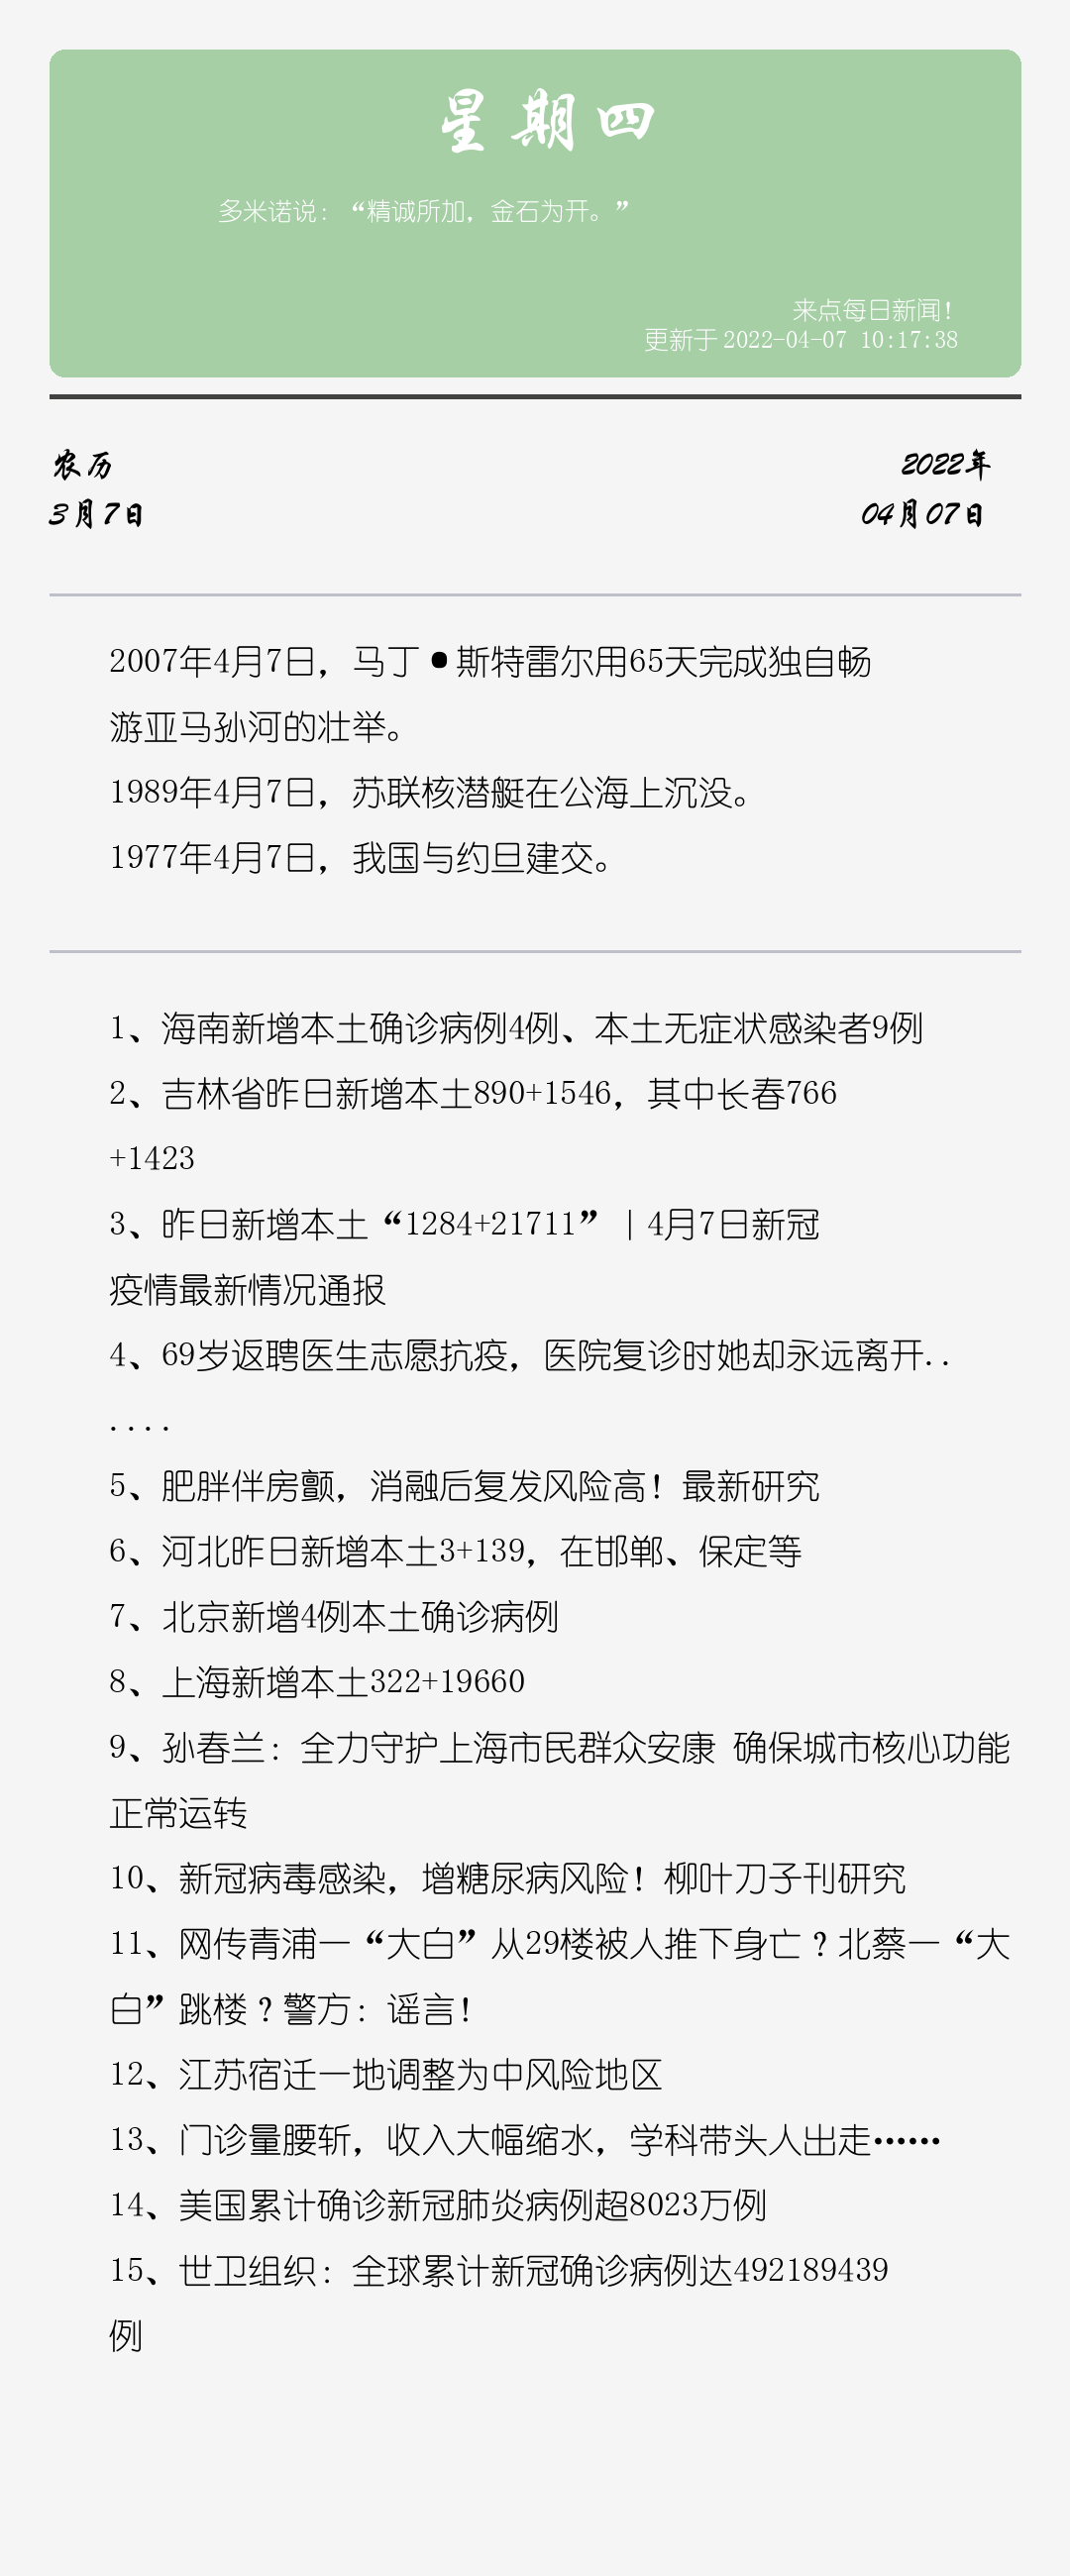 星期四
多米诺说：“精诚所加，金石为开。”
来点每日新闻！
更新于 2022-04-07 10:17:38
农历
2022年
3月7日
04月07日
2007年4月7日，马丁•斯特雷尔用65天完成独自畅
游亚马孙河的壮举。
1989年4月7日，苏联核潜艇在公海上沉没。
1977年4月7日，我国与约旦建交。
1、海南新增本土确诊病例4例、本土无症状感染者9例
2、吉林省昨日新增本土890+1546，其中长春766
+1423
3、昨日新增本土“1284+21711”｜4月7日新冠
疫情最新情况通报
4、69岁返聘医生志愿抗疫，医院复诊时她却永远离开..
....
5、肥胖伴房颤，消融后复发风险高！最新研究
6、河北昨日新增本土3+139，在邯郸、保定等
7、北京新增4例本土确诊病例
8、上海新增本土322+19660
9、孙春兰：全力守护上海市民群众安康 确保城市核心功能
正常运转
10、新冠病毒感染，增糖尿病风险！柳叶刀子刊研究
11、网传青浦一“大白”从29楼被人推下身亡？北蔡一“大
白”跳楼？警方：谣言！
12、江苏宿迁一地调整为中风险地区
13、门诊量腰斩，收入大幅缩水，学科带头人出走……
14、美国累计确诊新冠肺炎病例超8023万例
15、世卫组织：全球累计新冠确诊病例达492189439
例